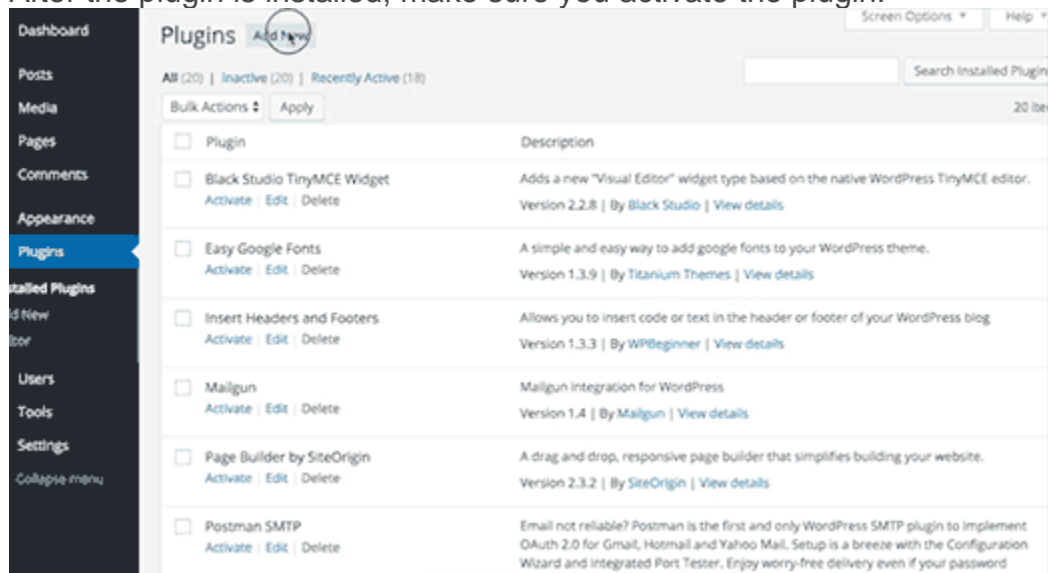 After the plugin is installed, make sure you activate the plugin.
Dashboard
Posts
Media
Pages
Comments
Appearance
Plugins
stalled Plugins
d New
itor
Users
Tools
Settings
Collapse menu
Screen Options Help
Plugins Add New
All (20) | Inactive (20) | Recently Active (18)
Search Installed Plugin
Bulk Actions Apply
20 ite
Plugin Description
Black Studio TinyMCE Widget
Activate | Edit | Delete
Adds a new "Visual Editor" widget type based on the native WordPress TinyMCE editor.
Version 2.2.8 | By Black Studio | View details
Easy Google Fonts
Activate | Edit | Delete
A simple and easy way to add google fonts to your WordPress theme.
Version 1.3.9 | By Titanium Themes | View details
Insert Headers and Footers
Activate | Edit | Delete
Allows you to insert code or text in the header or footer of your WordPress blog
Version 1.3.3 | By WPBeginner | View details
Mailgun
Activate | Edit | Delete
Mailgun integration for WordPress
Version 1.4 | By Mailgun | View details
Page Builder by SiteOrigin
Activate | Edit | Delete
A drag and drop, responsive page builder that simplifies building your website.
Version 2.3.2 | By SiteOrigin | View details
Postman SMTP
Activate | Edit | Delete
Email not reliable? Postman is the first and only WordPress SMTP plugin to implement
OAuth 2.0 for Gmail, Hotmail and Yahoo Mail. Setup is a breeze with the Configuration
Wizard and integrated Port Tester. Enjoy worry-free delivery even if your password